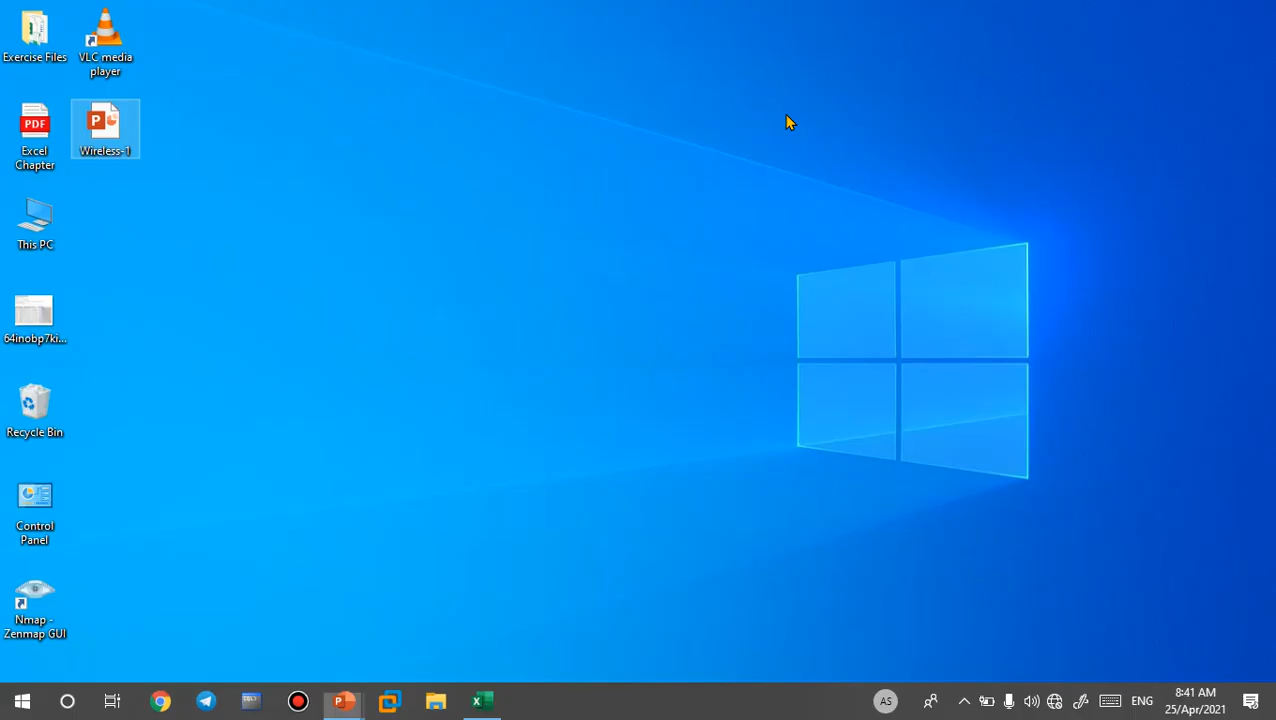 Exercise Files
VLC media
player
PDF
Excel
Chapter
P
Wireless-1
This PC
64inobp7ki...
Recycle Bin
Control
Panel
Nmap -
Zenmap GUI
P
X
AS
ENG
8:41 AM
25/Apr/2021